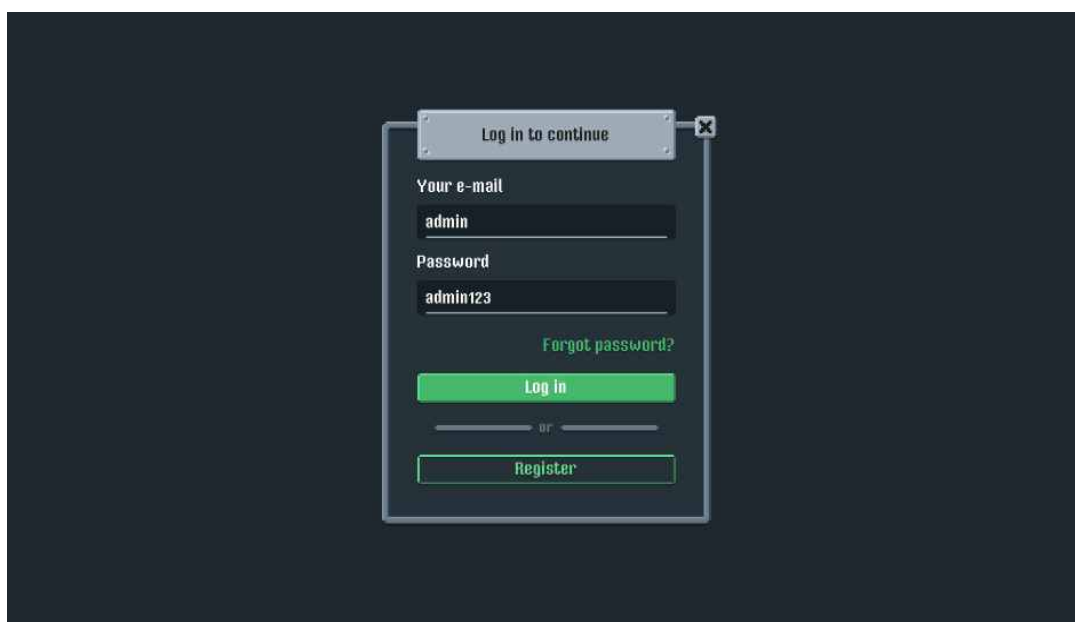 Log in to continue
Your e-mail
admin
Password
admin123
Forgot password?
Log in
or
Register